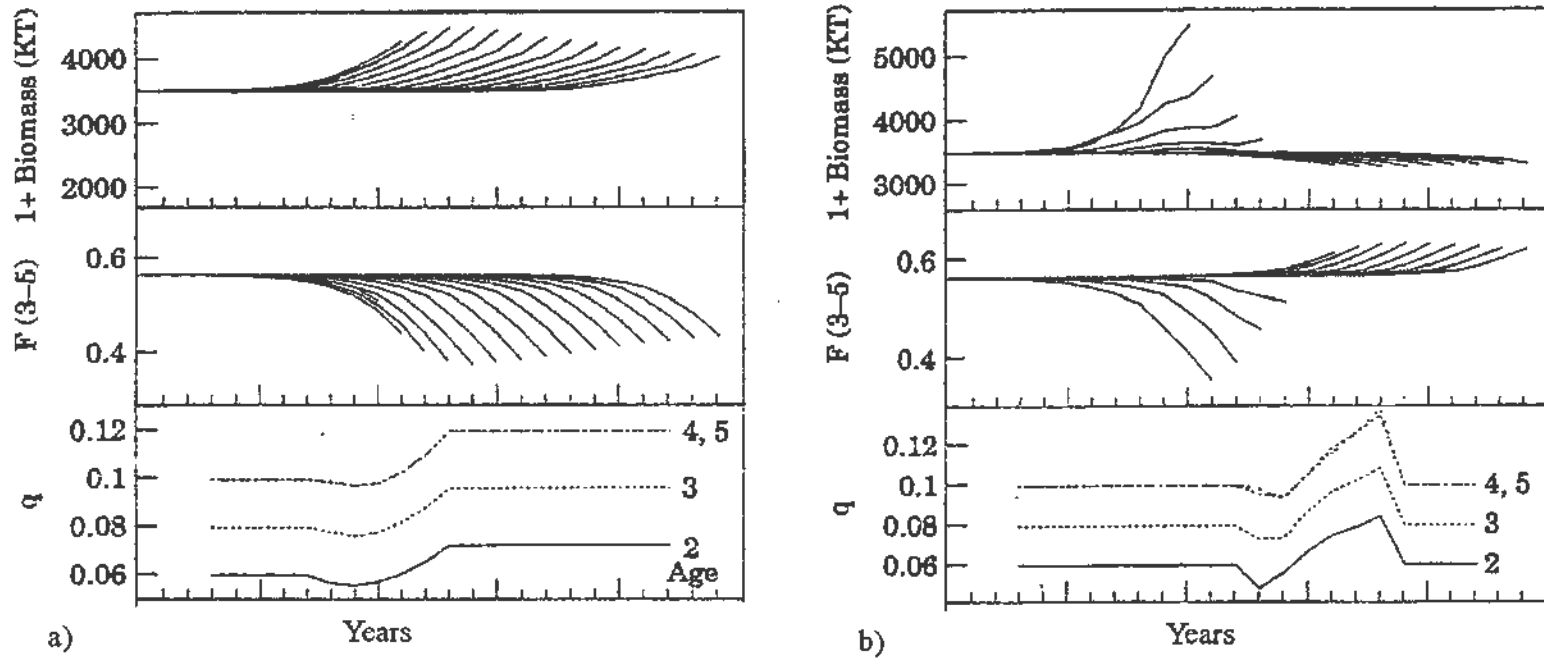 1+ Biomass (KT)
4000
3000
2000
F (3–5)
0.6
0.4
q
0.12
0.1
0.08
0.06
4, 5
3
2
Age
a)
Years
1+ Biomass (KT)
5000
4000
3000
F (3–5)
0.6
0.4
q
0.12
0.1
0.08
0.06
4, 5
3
2
b)
Years